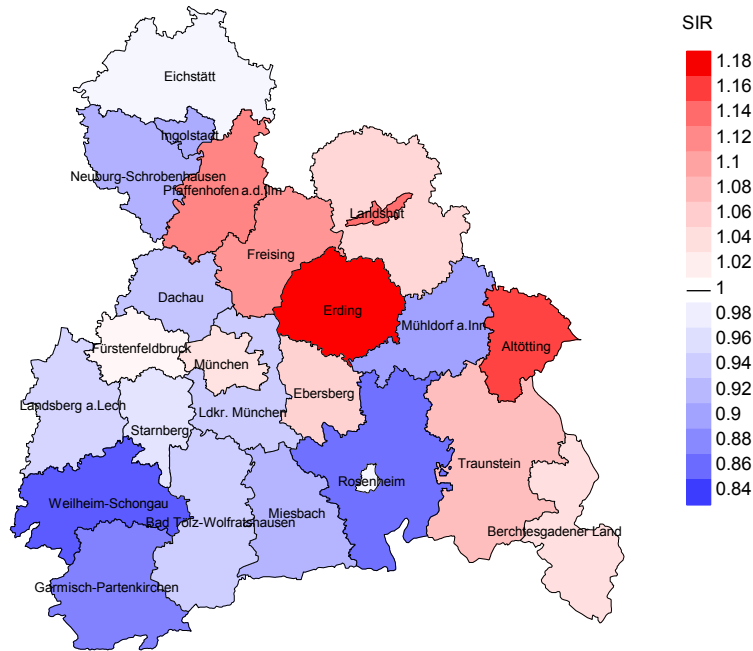 SIR
1.18
1.16
1.14
1.12
1.1
1.08
1.06
1.04
1.02
1
0.98
0.96
0.94
0.92
0.9
0.88
0.86
0.84
Eichstätt
Ingolstadt
Neuburg-Schrobenhausen
Pfaffenhofen a.d.Ilm
Landshut
Freising
Dachau
Erding
Mühldorf a.Inn
Altötting
Fürstenfeldbruck
München
Ebersberg
Landsberg a.Lech
Ldkr. München
Starnberg
Traunstein
Rosenheim
Weilheim-Schongau
Miesbach
Bad Tölz-Wolfratshausen
Berchtesgadener Land
Garmisch-Partenkirchen